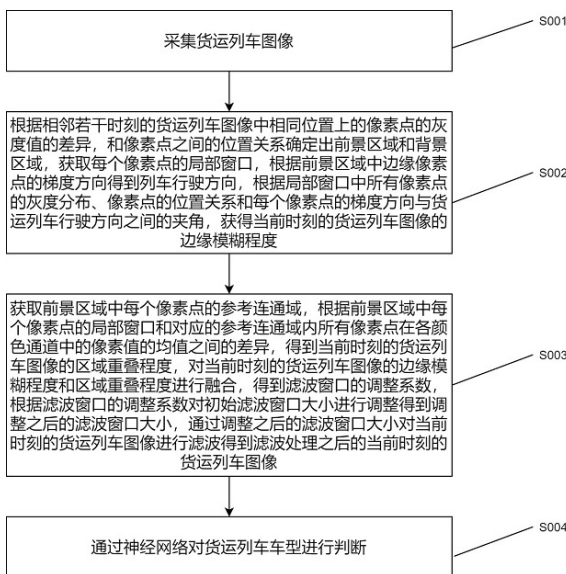 采集货运列车图像
S001
根据相邻若干时刻的货运列车图像中相同位置上的像素点的灰
度值的差异，和像素点之间的位置关系确定出前景区域和背景
区域，获取每个像素点的局部窗口，根据前景区域中边缘像素
点的梯度方向得到列车行驶方向，根据局部窗口中所有像素点
的灰度分布、像素点的位置关系和每个像素点的梯度方向与货
运列车行驶方向之间的夹角，获得当前时刻的货运列车图像的
边缘模糊程度
S002
获取前景区域中每个像素点的参考连通域，根据前景区域中每
个像素点的局部窗口和对应的参考连通域内所有像素点在各颜
色通道中的像素值的均值之间的差异，得到当前时刻的货运列
车图像的区域重叠程度，对当前时刻的货运列车图像的边缘模
糊程度和区域重叠程度进行融合，得到滤波窗口的调整系数，
根据滤波窗口的调整系数对初始滤波窗口大小进行调整得到调
整之后的滤波窗口大小，通过调整之后的滤波窗口大小对当前
时刻的货运列车图像进行滤波得到滤波处理之后的当前时刻的
货运列车图像
S003
通过神经网络对货运列车车型进行判断
S004